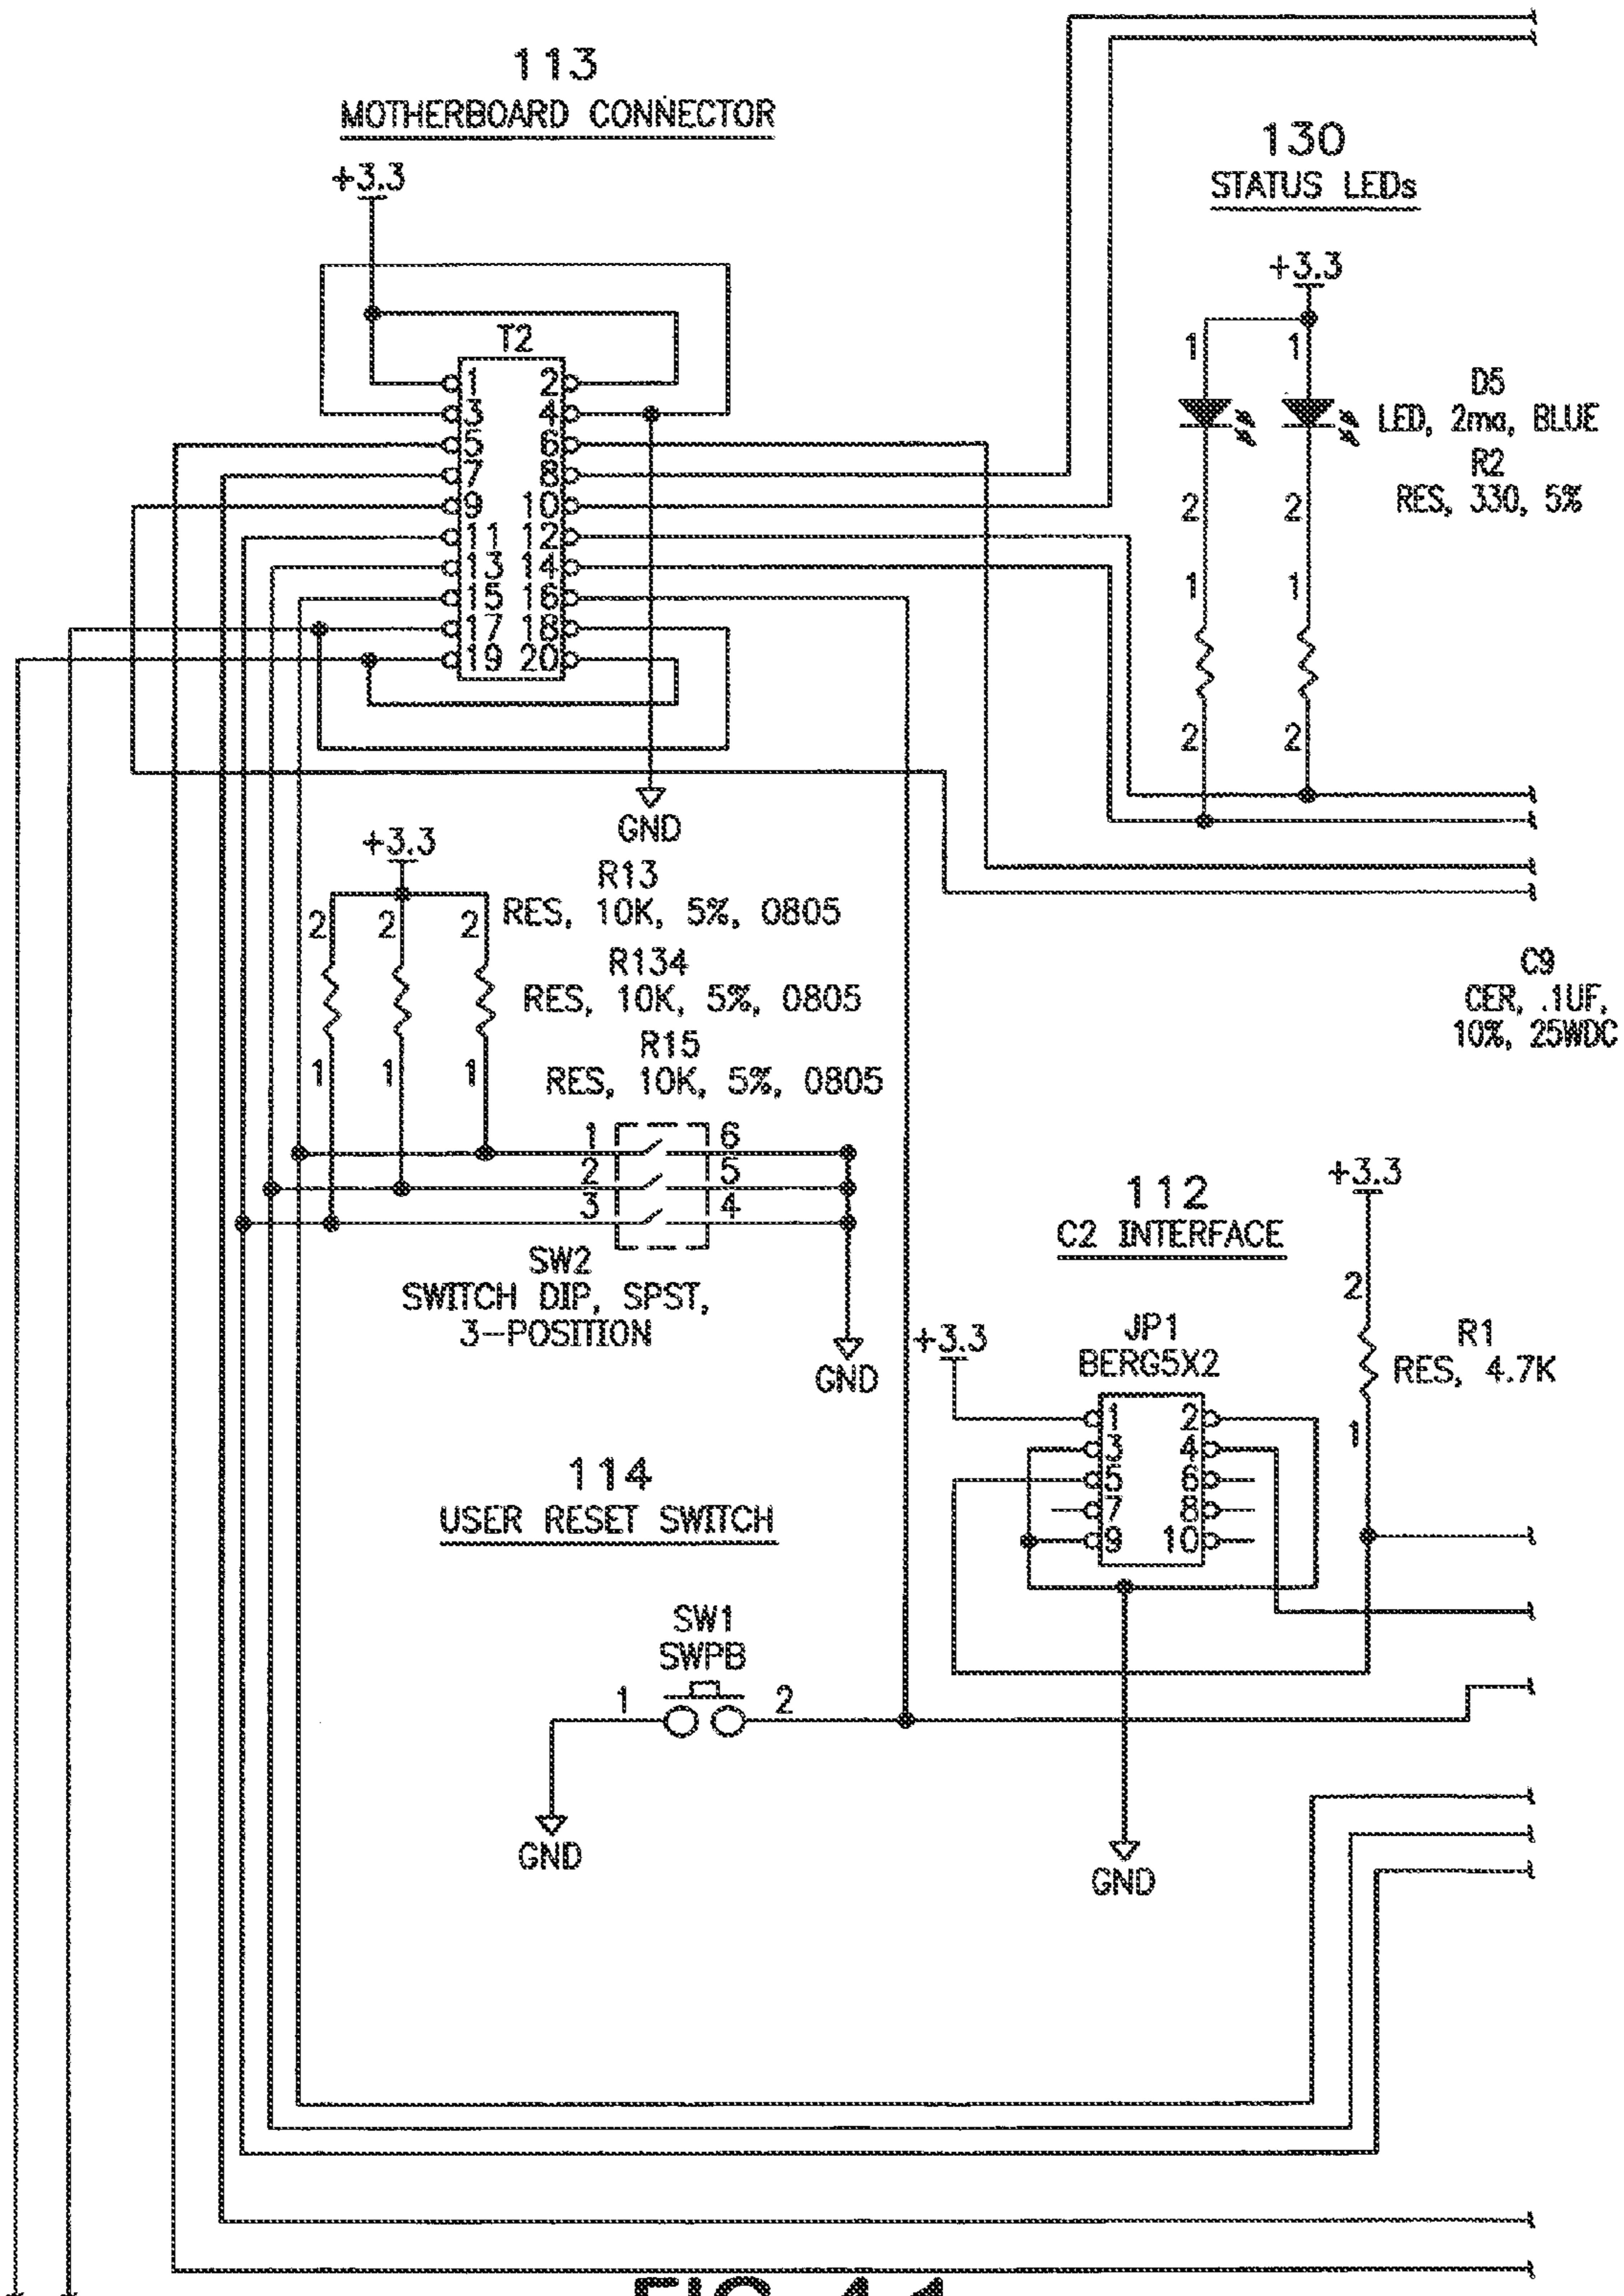 113
MOTHERBOARD CONNECTOR
+3.3
T2
1 2
3 4
5 6
7 8
9 10
11 12
13 14
15 16
17 18
19 20
GND
130
STATUS LEDs
+3.3
1 1
D5
LED, 2ma, BLUE
R2
RES, 330, 5%
2 2
1 1
2 2
+3.3
2 2 2
R13
RES, 10K, 5%, 0805
R134
RES, 10K, 5%, 0805
R15
RES, 10K, 5%, 0805
1 1 1
1 6
2 5
3 4
SW2
SWITCH DIP, SPST,
3-POSITION
GND
C9
CER, .1UF,
10%, 25WDC
112
C2 INTERFACE
+3.3
2
R1
RES, 4.7K
1
+3.3
JP1
BERG5X2
1 2
3 4
5 6
7 8
9 10
GND
114
USER RESET SWITCH
SW1
SWPB
1 2
GND